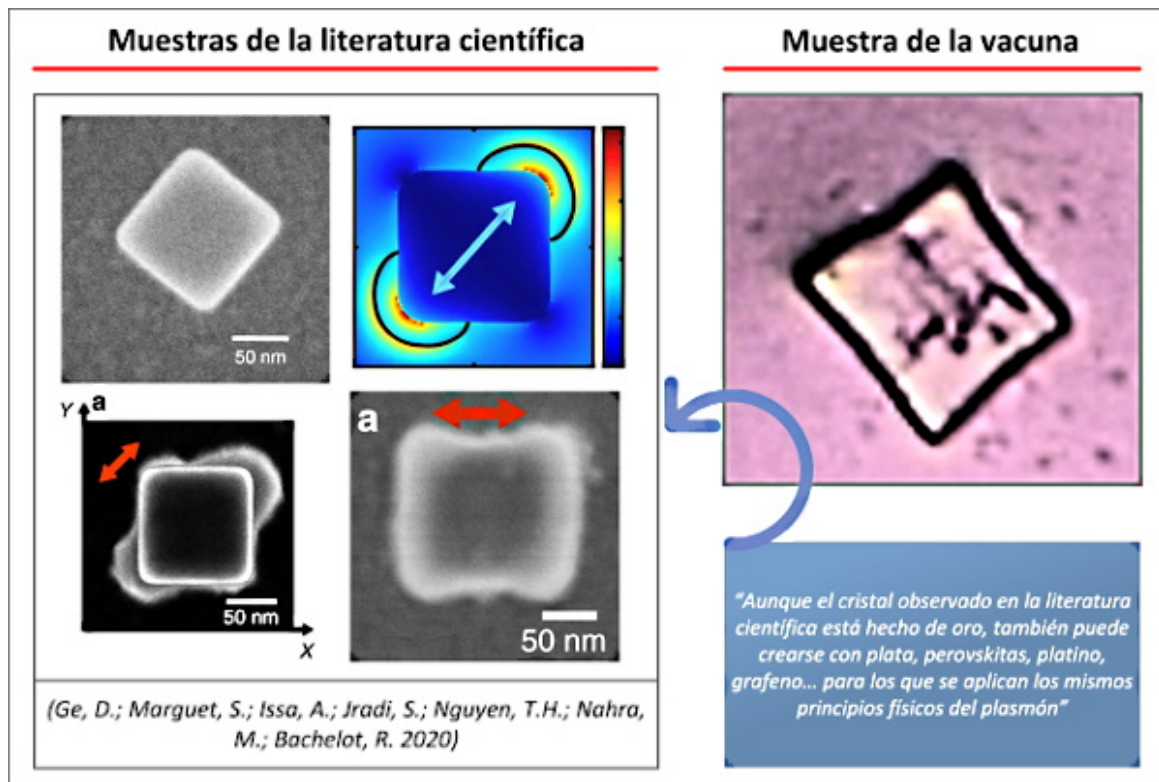 Muestras de la literatura científica
Muestra de la vacuna
50 nm
Y
a
50 nm
X
a
50 nm
(Ge, D.; Marguet, S.; Issa, A.; Jradi, S.; Nguyen, T.H.; Nahra,
M.; Bachelot, R. 2020)
"Aunque el cristal observado en la literatura
científica está hecho de oro, también puede
crearse con plata, perovskitas, platino,
grafeno... para los que se aplican los mismos
principios físicos del plasmón"